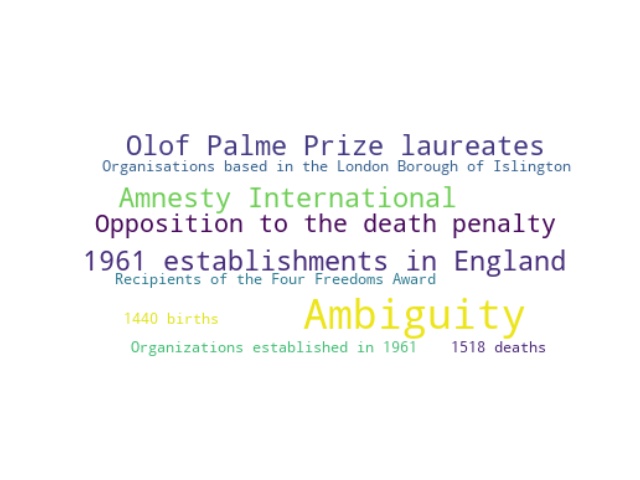 Olof Palme Prize laureates
Organisations based in the London Borough of Islington
Amnesty International
Opposition to the death penalty
1961 establishments in England
Recipients of the Four Freedoms Award
1440 births
Ambiguity
Organizations established in 1961
1518 deaths